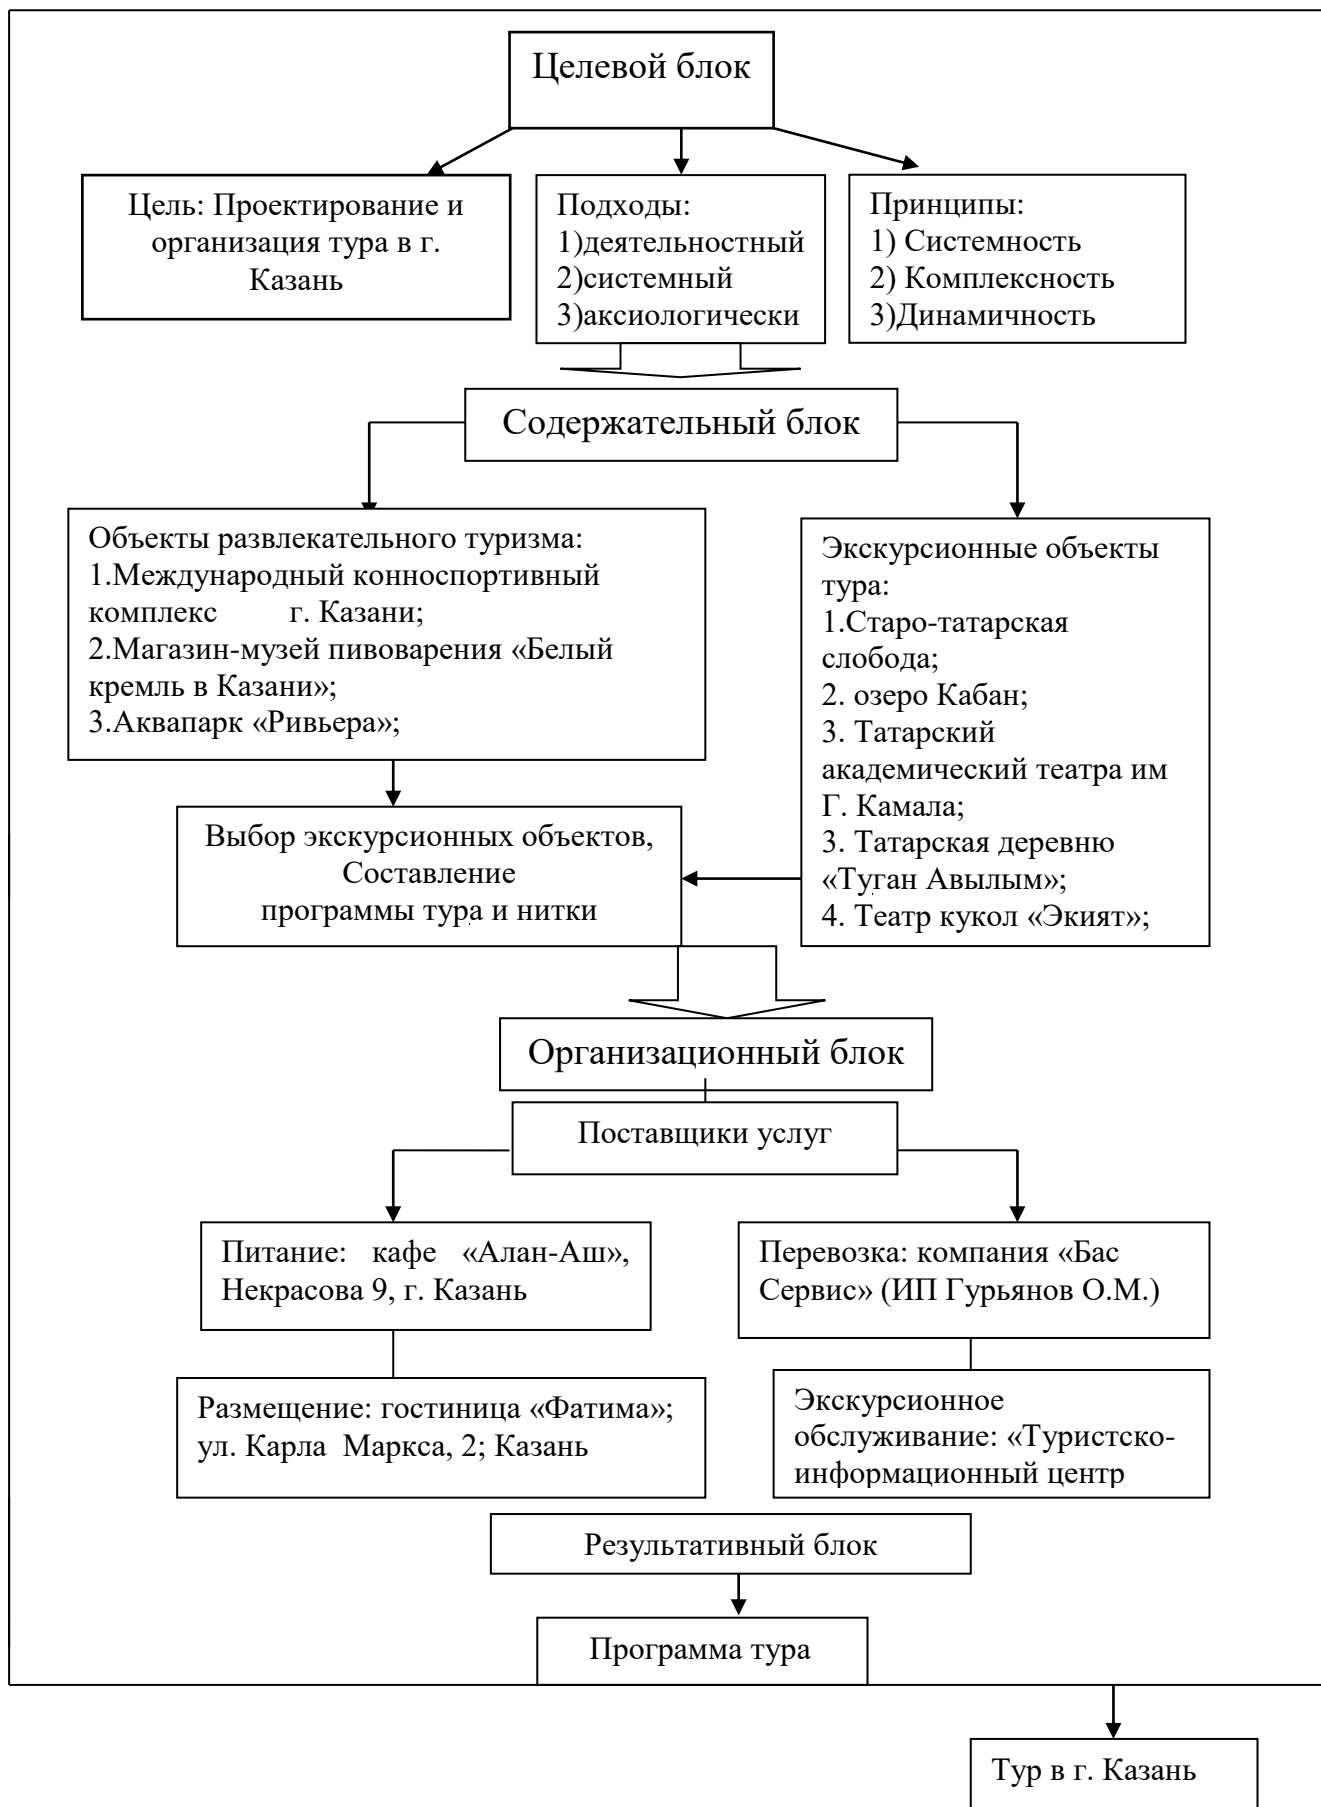 Целевой блок
Цель: Проектирование и
организация тура в г.
Казань
Подходы:
1)деятельностный
2)системный
3)аксиологически
Принципы:
1) Системность
2) Комплексность
3)Динамичность
Содержательный блок
Объекты развлекательного туризма:
1.Международный конноспортивный
комплекс г. Казани;
2.Магазин-музей пивоварения «Белый
кремль в Казани»;
3.Аквапарк «Ривьера»;
Экскурсионные объекты
тура:
1.Старо-татарская
слобода;
2. озеро Кабан;
3. Татарский
академический театра им
Г. Камала;
3. Татарская деревню
«Туган Авылым»;
4. Театр кукол «Экият»;
Выбор экскурсионных объектов,
Составление
программы тура и нитки
Организационный блок
Поставщики услуг
Питание: кафе «Алан-Аш»,
Некрасова 9, г. Казань
Перевозка: компания «Бас
Сервис» (ИП Гурьянов О.М.)
Размещение: гостиница «Фатима»;
ул. Карла Маркса, 2; Казань
Экскурсионное
обслуживание: «Туристско-
информационный центр
Результативный блок
Программа тура
Тур в г. Казань